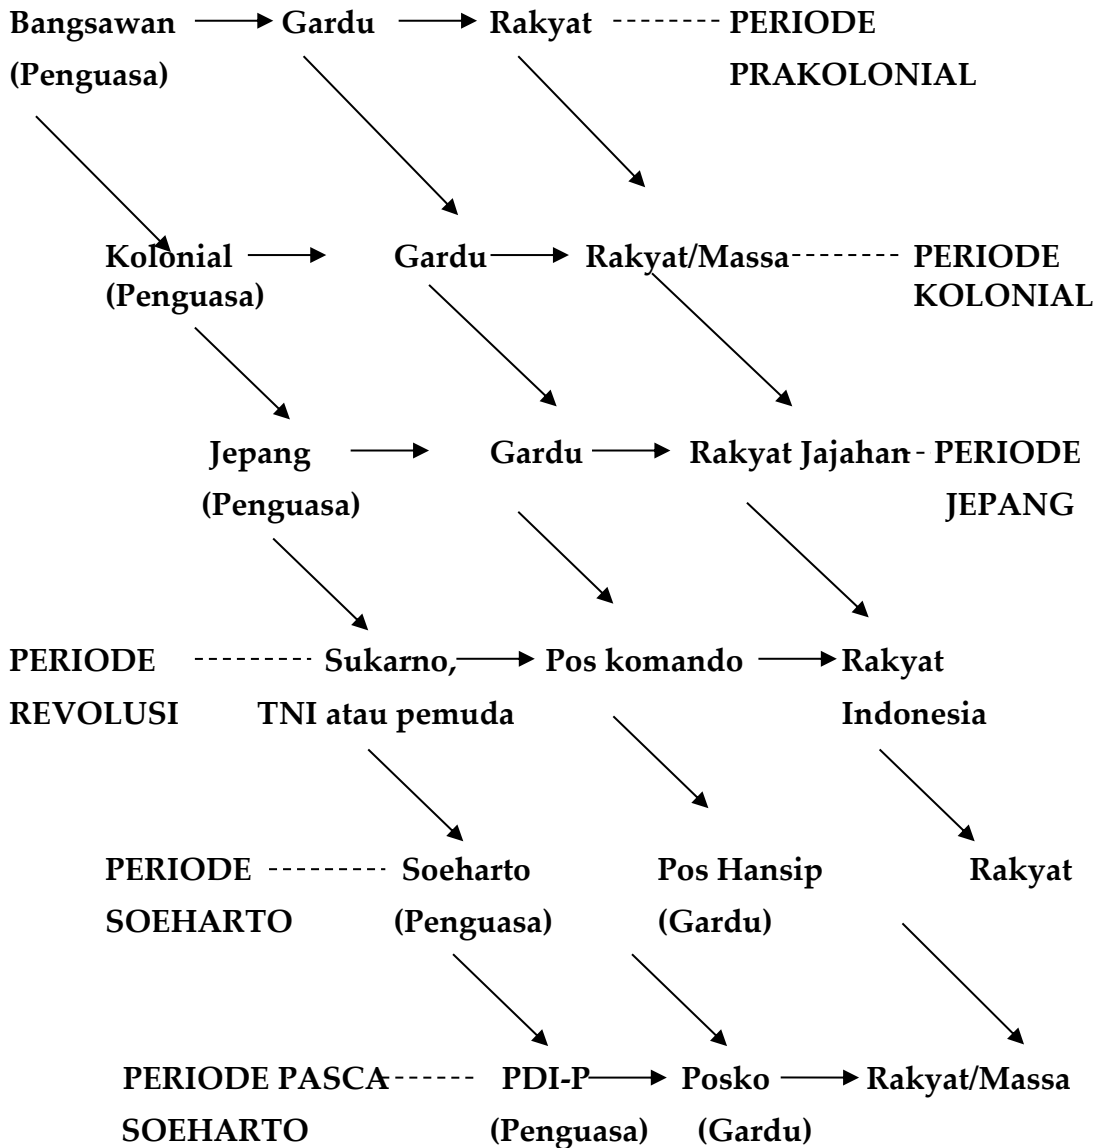 Bangsawan Gardu Rakyat PERIODE
(Penguasa) PRAKOLONIAL
Kolonial Gardu Rakyat/Massa PERIODE
(Penguasa) KOLONIAL
Jepang Gardu Rakyat Jajahan PERIODE
(Penguasa) JEPANG
PERIODE Sukarno, Pos komando Rakyat
REVOLUSI TNI atau pemuda Indonesia
PERIODE Soeharto Pos Hansip Rakyat
SOEHARTO (Penguasa) (Gardu)
PERIODE PASCA PDI-P Posko Rakyat/Massa
SOEHARTO (Penguasa) (Gardu)